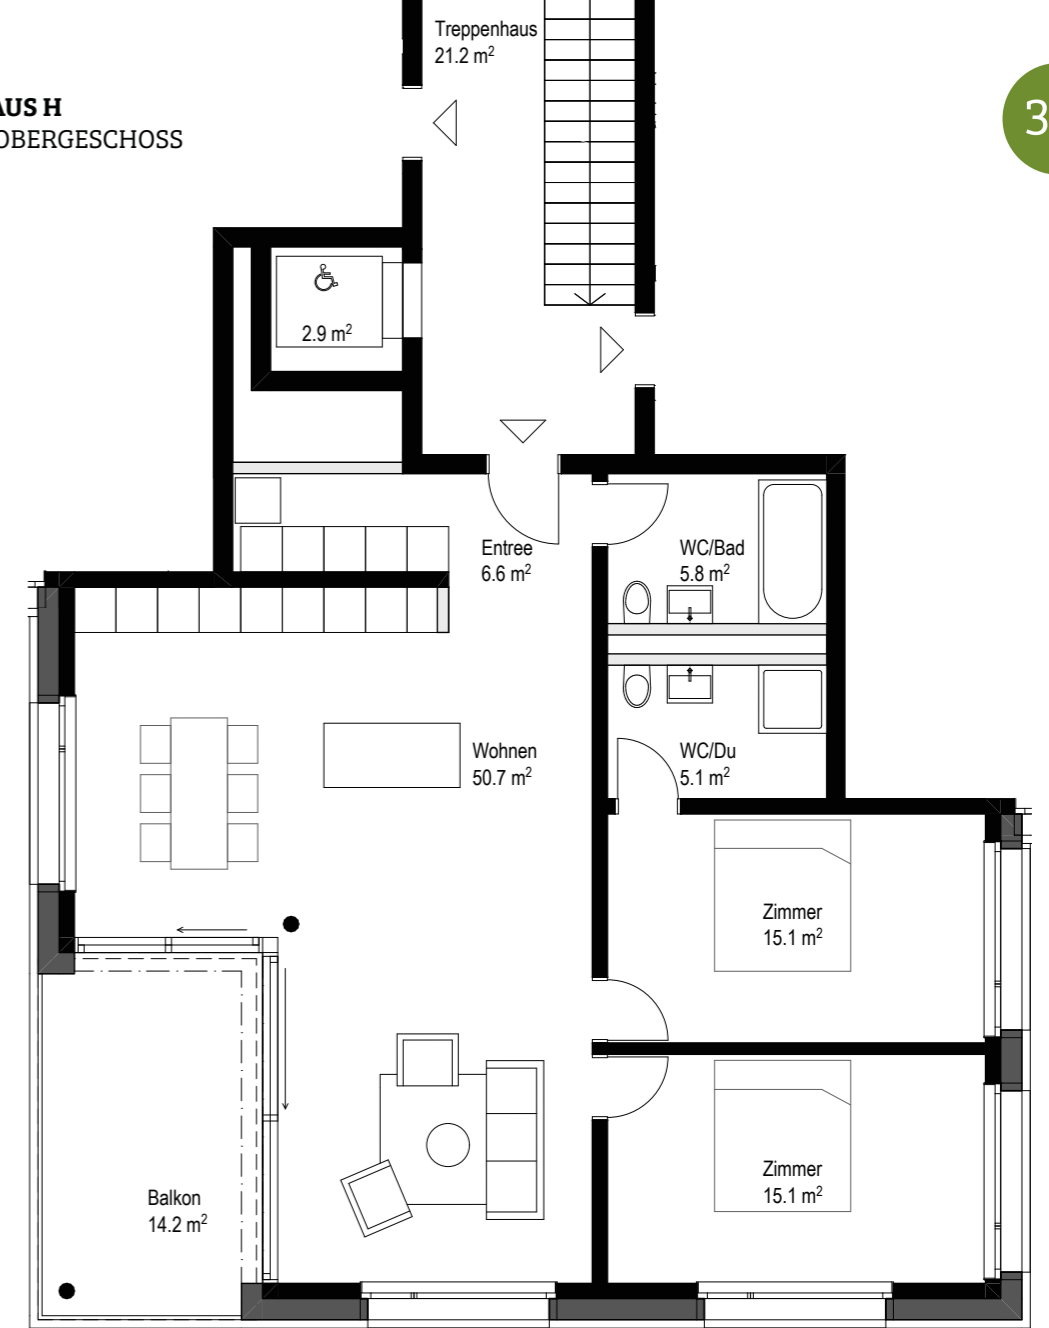 Treppenhaus
21.2 m²
AUS H
OBERGESCHOSS
3
2.9 m²
Entree
6.6 m²
WC/Bad
5.8 m²
Wohnen
50.7 m²
WC/Du
5.1 m²
Zimmer
15.1 m²
Zimmer
15.1 m²
Balkon
14.2 m²